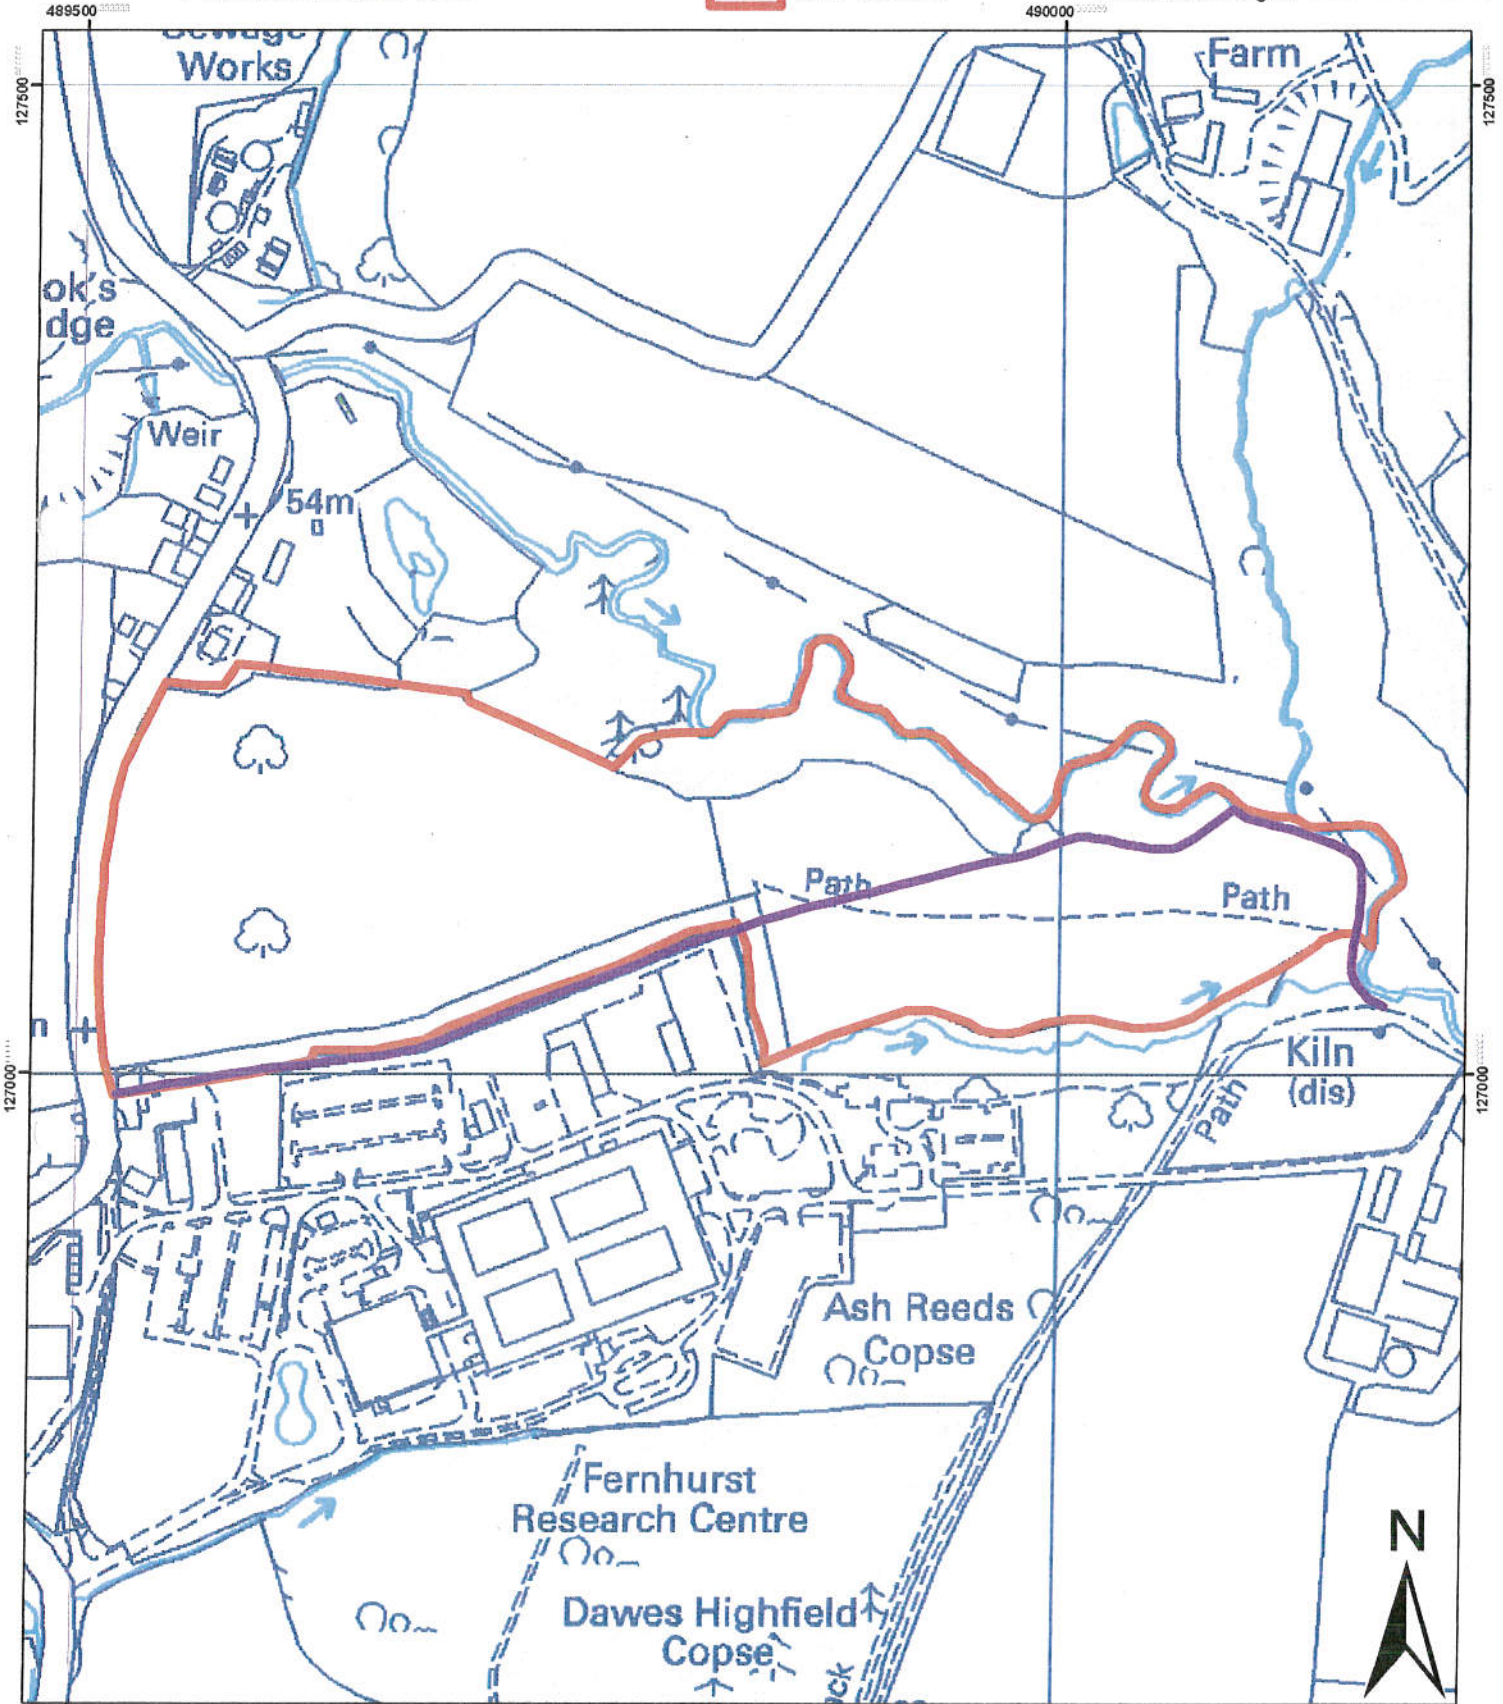 489500
490000
Sewage
Works
Farm
127500
127500
ok's
dge
Weir
54m
Path
Path
n
127000
127000
Kiln
(dis)
Path
Ash Reeds
Copse
Fernhurst
Research Centre
Dawes Highfield
Copse
N